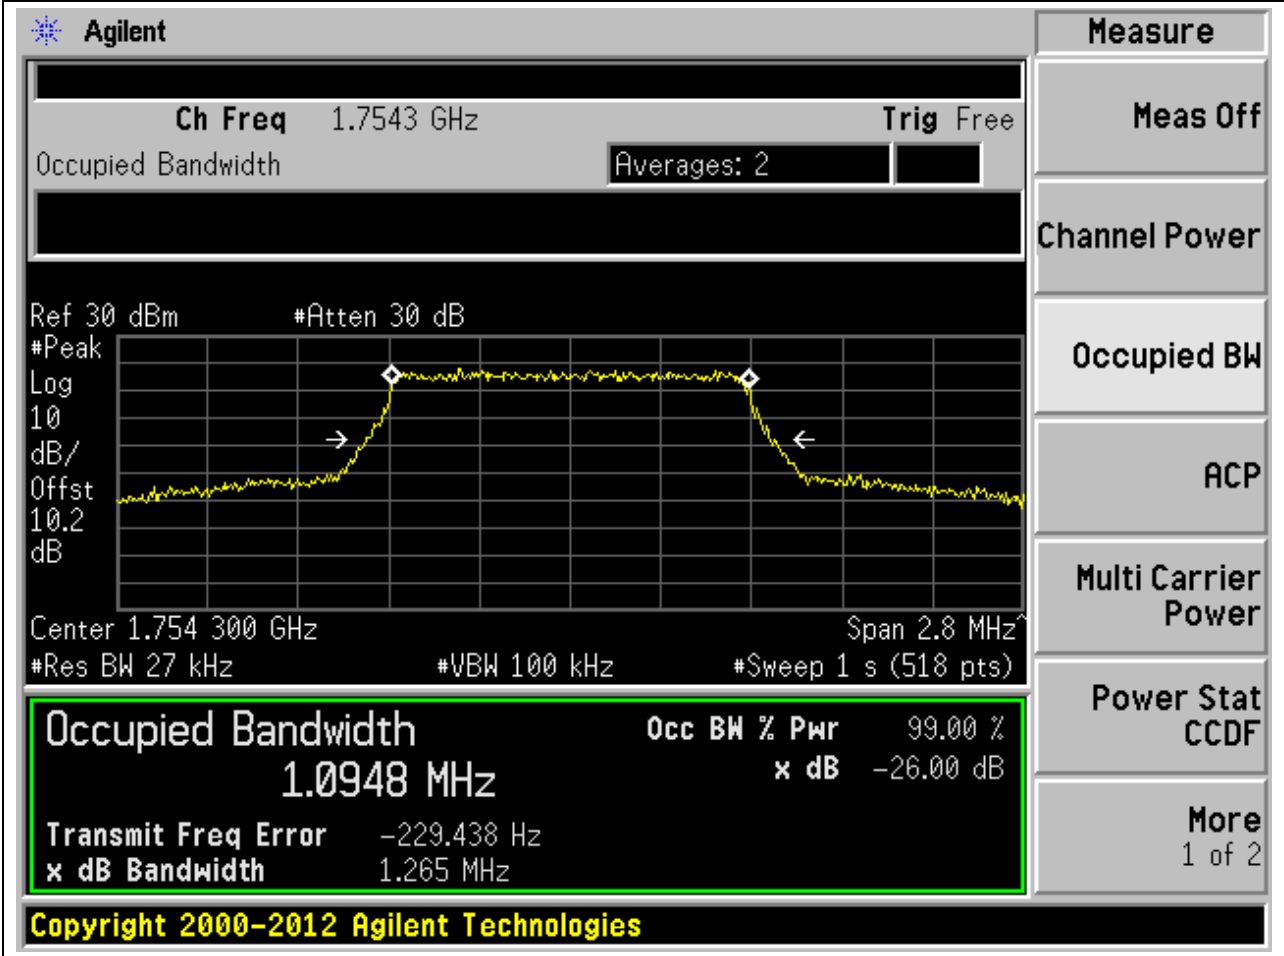 Agilent
Measure
Ch Freq 1.7543 GHz Trig Free
Occupied Bandwidth Averages: 2
Meas Off
Channel Power
Occupied BW
ACP
Multi Carrier
Power
Power Stat
CCDF
More
1 of 2
Ref 30 dBm #Atten 30 dB
#Peak
Log
10
dB/
Offst
10.2
dB
Center 1.754 300 GHz Span 2.8 MHz^
#Res BW 27 kHz #VBW 100 kHz #Sweep 1 s (518 pts)
Occupied Bandwidth Occ BW % Pwr 99.00 %
1.0948 MHz x dB -26.00 dB
Transmit Freq Error -229.438 Hz
x dB Bandwidth 1.265 MHz
Copyright 2000-2012 Agilent Technologies